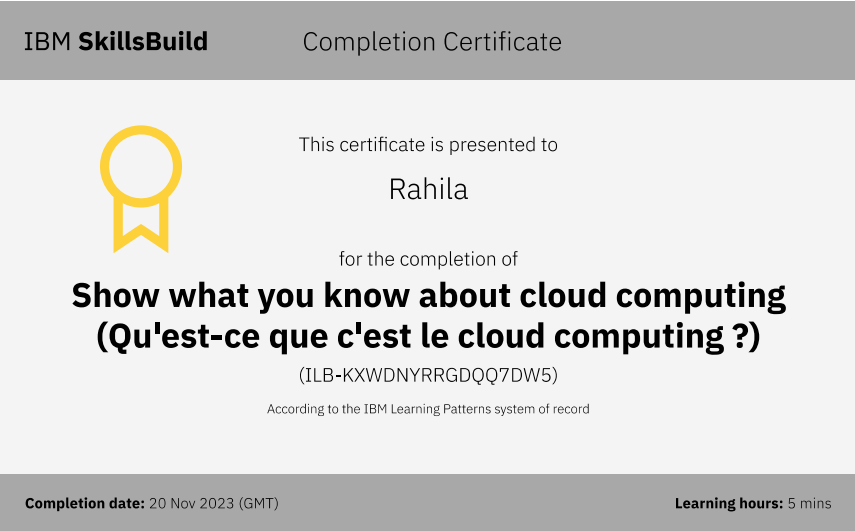 IBM SkillsBuild
Completion Certificate
This certificate is presented to
Rahila
for the completion of
Show what you know about cloud computing
(Qu'est-ce que c'est le cloud computing ?)
(ILB-KXWDNYRRGDQQ7DW5)
According to the IBM Learning Patterns system of record
Completion date: 20 Nov 2023 (GMT)
Learning hours: 5 mins